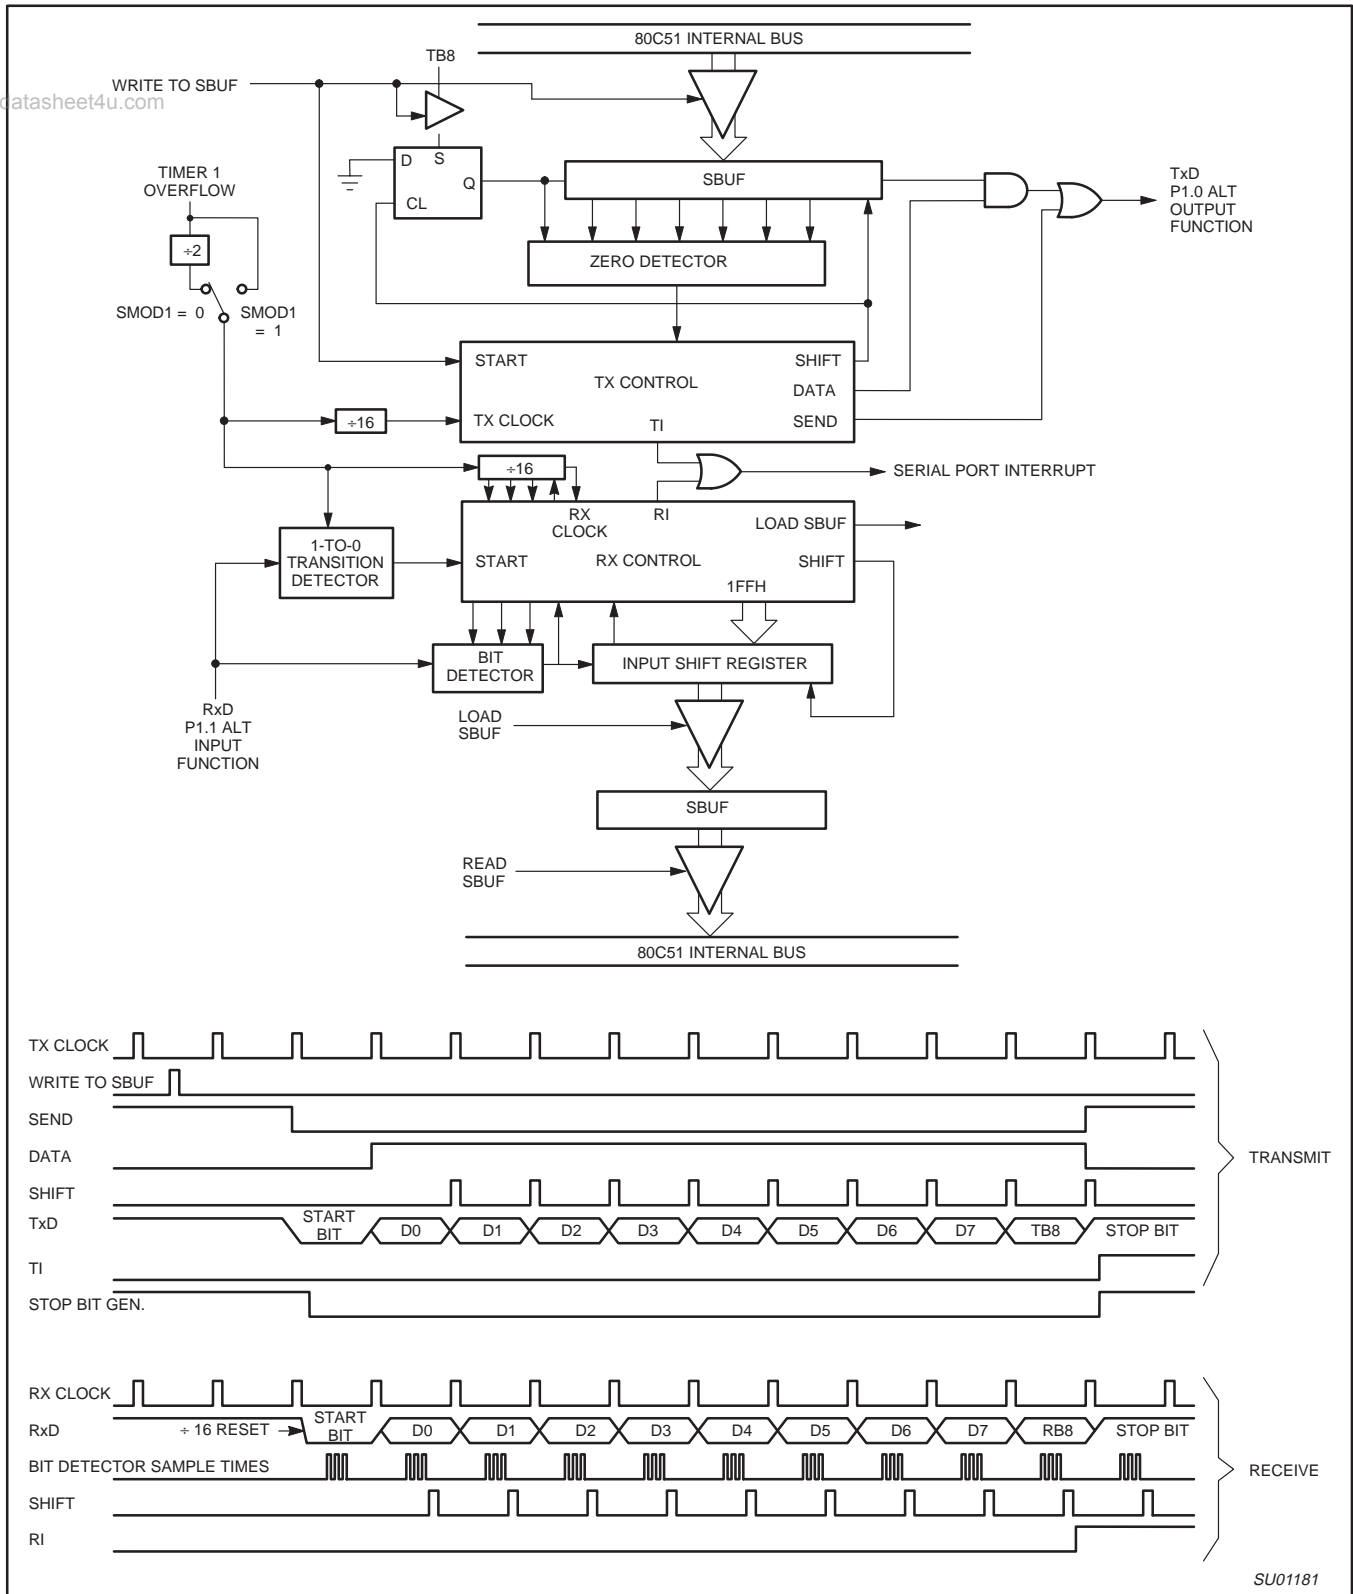 80C51 INTERNAL BUS
TB8
WRITE TO SBUF
datasheet4u.com
D
S
Q
CL
SBUF
TxD
P1.0 ALT
OUTPUT
FUNCTION
TIMER 1
OVERFLOW
÷2
ZERO DETECTOR
SMOD1 = 0
SMOD1
= 1
START
SHIFT
TX CONTROL
DATA
÷16
TX CLOCK
TI
SEND
÷16
SERIAL PORT INTERRUPT
RX
CLOCK
RI
LOAD SBUF
1-TO-0
TRANSITION
DETECTOR
START
RX CONTROL
SHIFT
1FFH
BIT
DETECTOR
INPUT SHIFT REGISTER
RxD
P1.1 ALT
INPUT
FUNCTION
LOAD
SBUF
SBUF
READ
SBUF
80C51 INTERNAL BUS
TX CLOCK
WRITE TO SBUF
SEND
DATA
TRANSMIT
SHIFT
TxD
START
BIT
D0
D1
D2
D3
D4
D5
D6
D7
TB8
STOP BIT
TI
STOP BIT GEN.
RX CLOCK
RxD
÷ 16 RESET
START
BIT
D0
D1
D2
D3
D4
D5
D6
D7
RB8
STOP BIT
BIT DETECTOR SAMPLE TIMES
RECEIVE
SHIFT
RI
SU01181